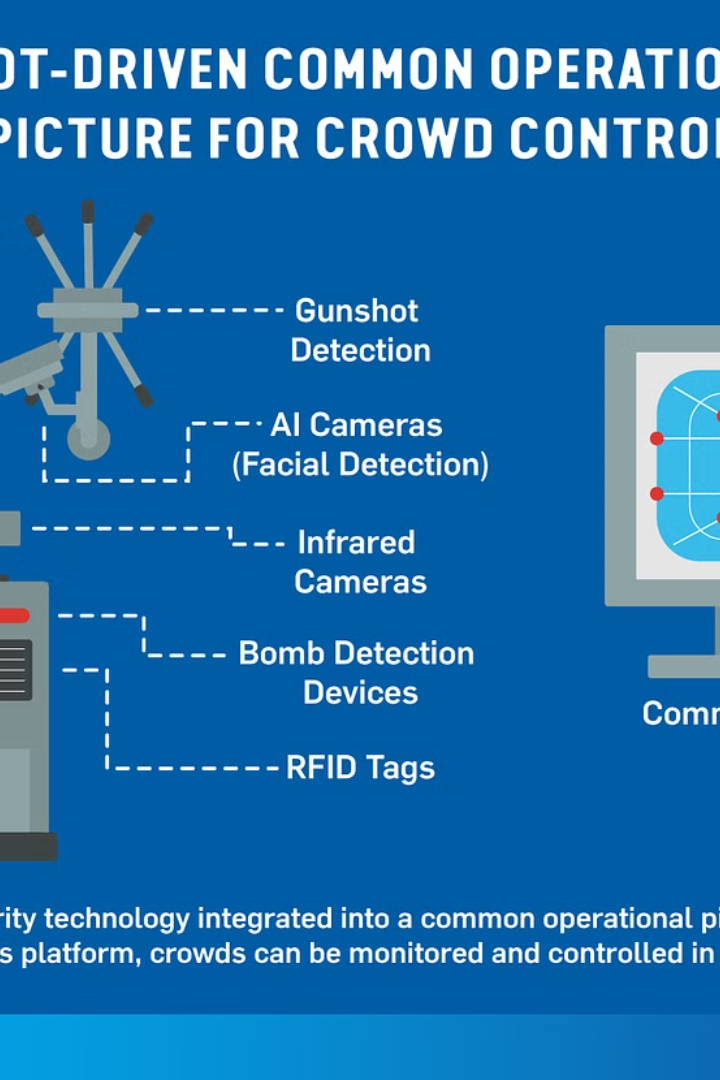 OT-DRIVEN COMMON OPERATIO
PICTURE FOR CROWD CONTROL
Gunshot
Detection
AI Cameras
(Facial Detection)
Infrared
Cameras
Bomb Detection
Devices
RFID Tags
Comm
rity technology integrated into a common operational pi
s platform, crowds can be monitored and controlled in